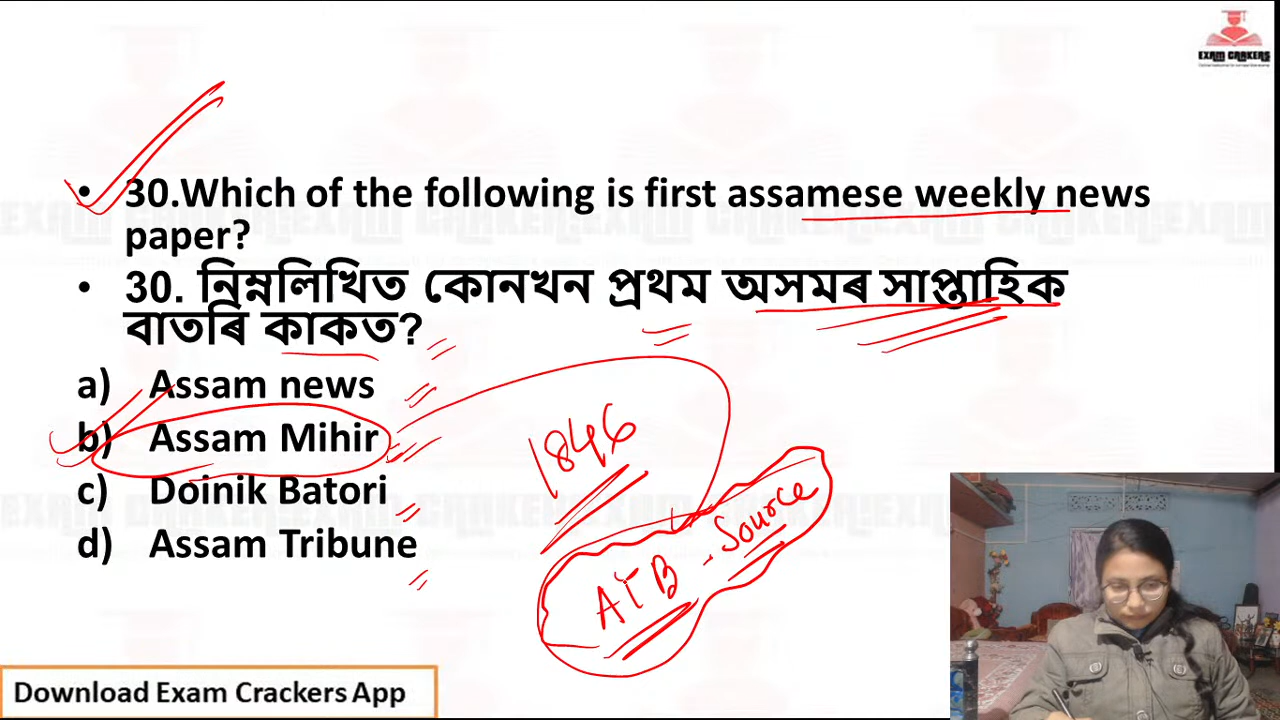 EXAM CRAKERS
30.Which of the following is first assamese weekly news
paper?
30. নিম্নলিখিত কোনখন প্ৰথম অসমৰ সাপ্তাহিক
বাতৰি কাকত?
a) Assam news
b) Assam Mihir
c) Doinik Batori
d) Assam Tribune
1846
ATB - Source
Download Exam Crackers App